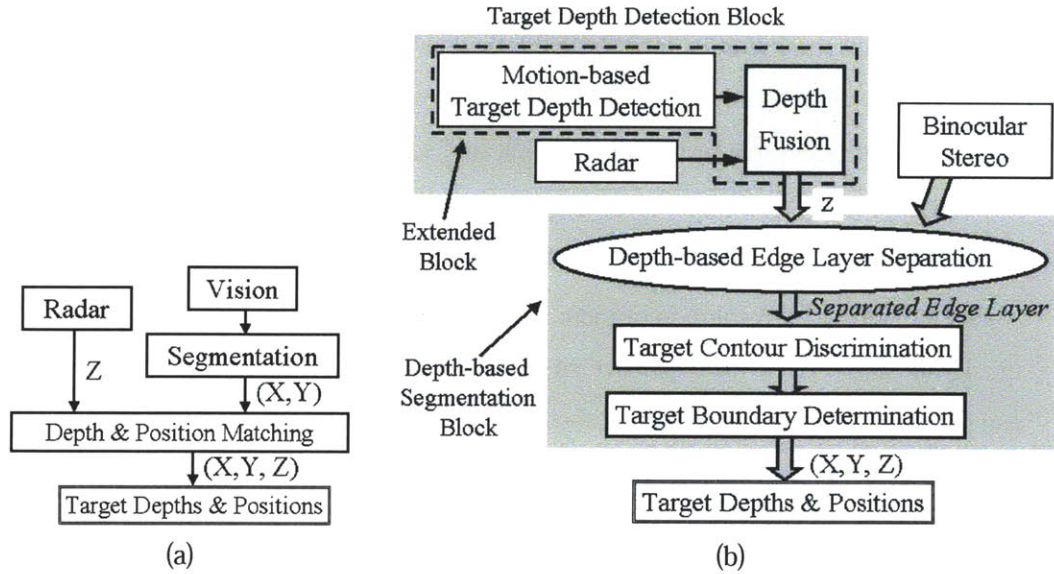 Radar
Vision
Z
Segmentation
(X,Y)
Depth & Position Matching
(X,Y, Z)
Target Depths & Positions
(a)
Target Depth Detection Block
Motion-based
Target Depth Detection
Depth
Fusion
Radar
Binocular
Stereo
Extended
Block
z
Depth-based Edge Layer Separation
Separated Edge Layer
Depth-based
Segmentation
Block
Target Contour Discrimination
Target Boundary Determination
(X,Y, Z)
Target Depths & Positions
(b)